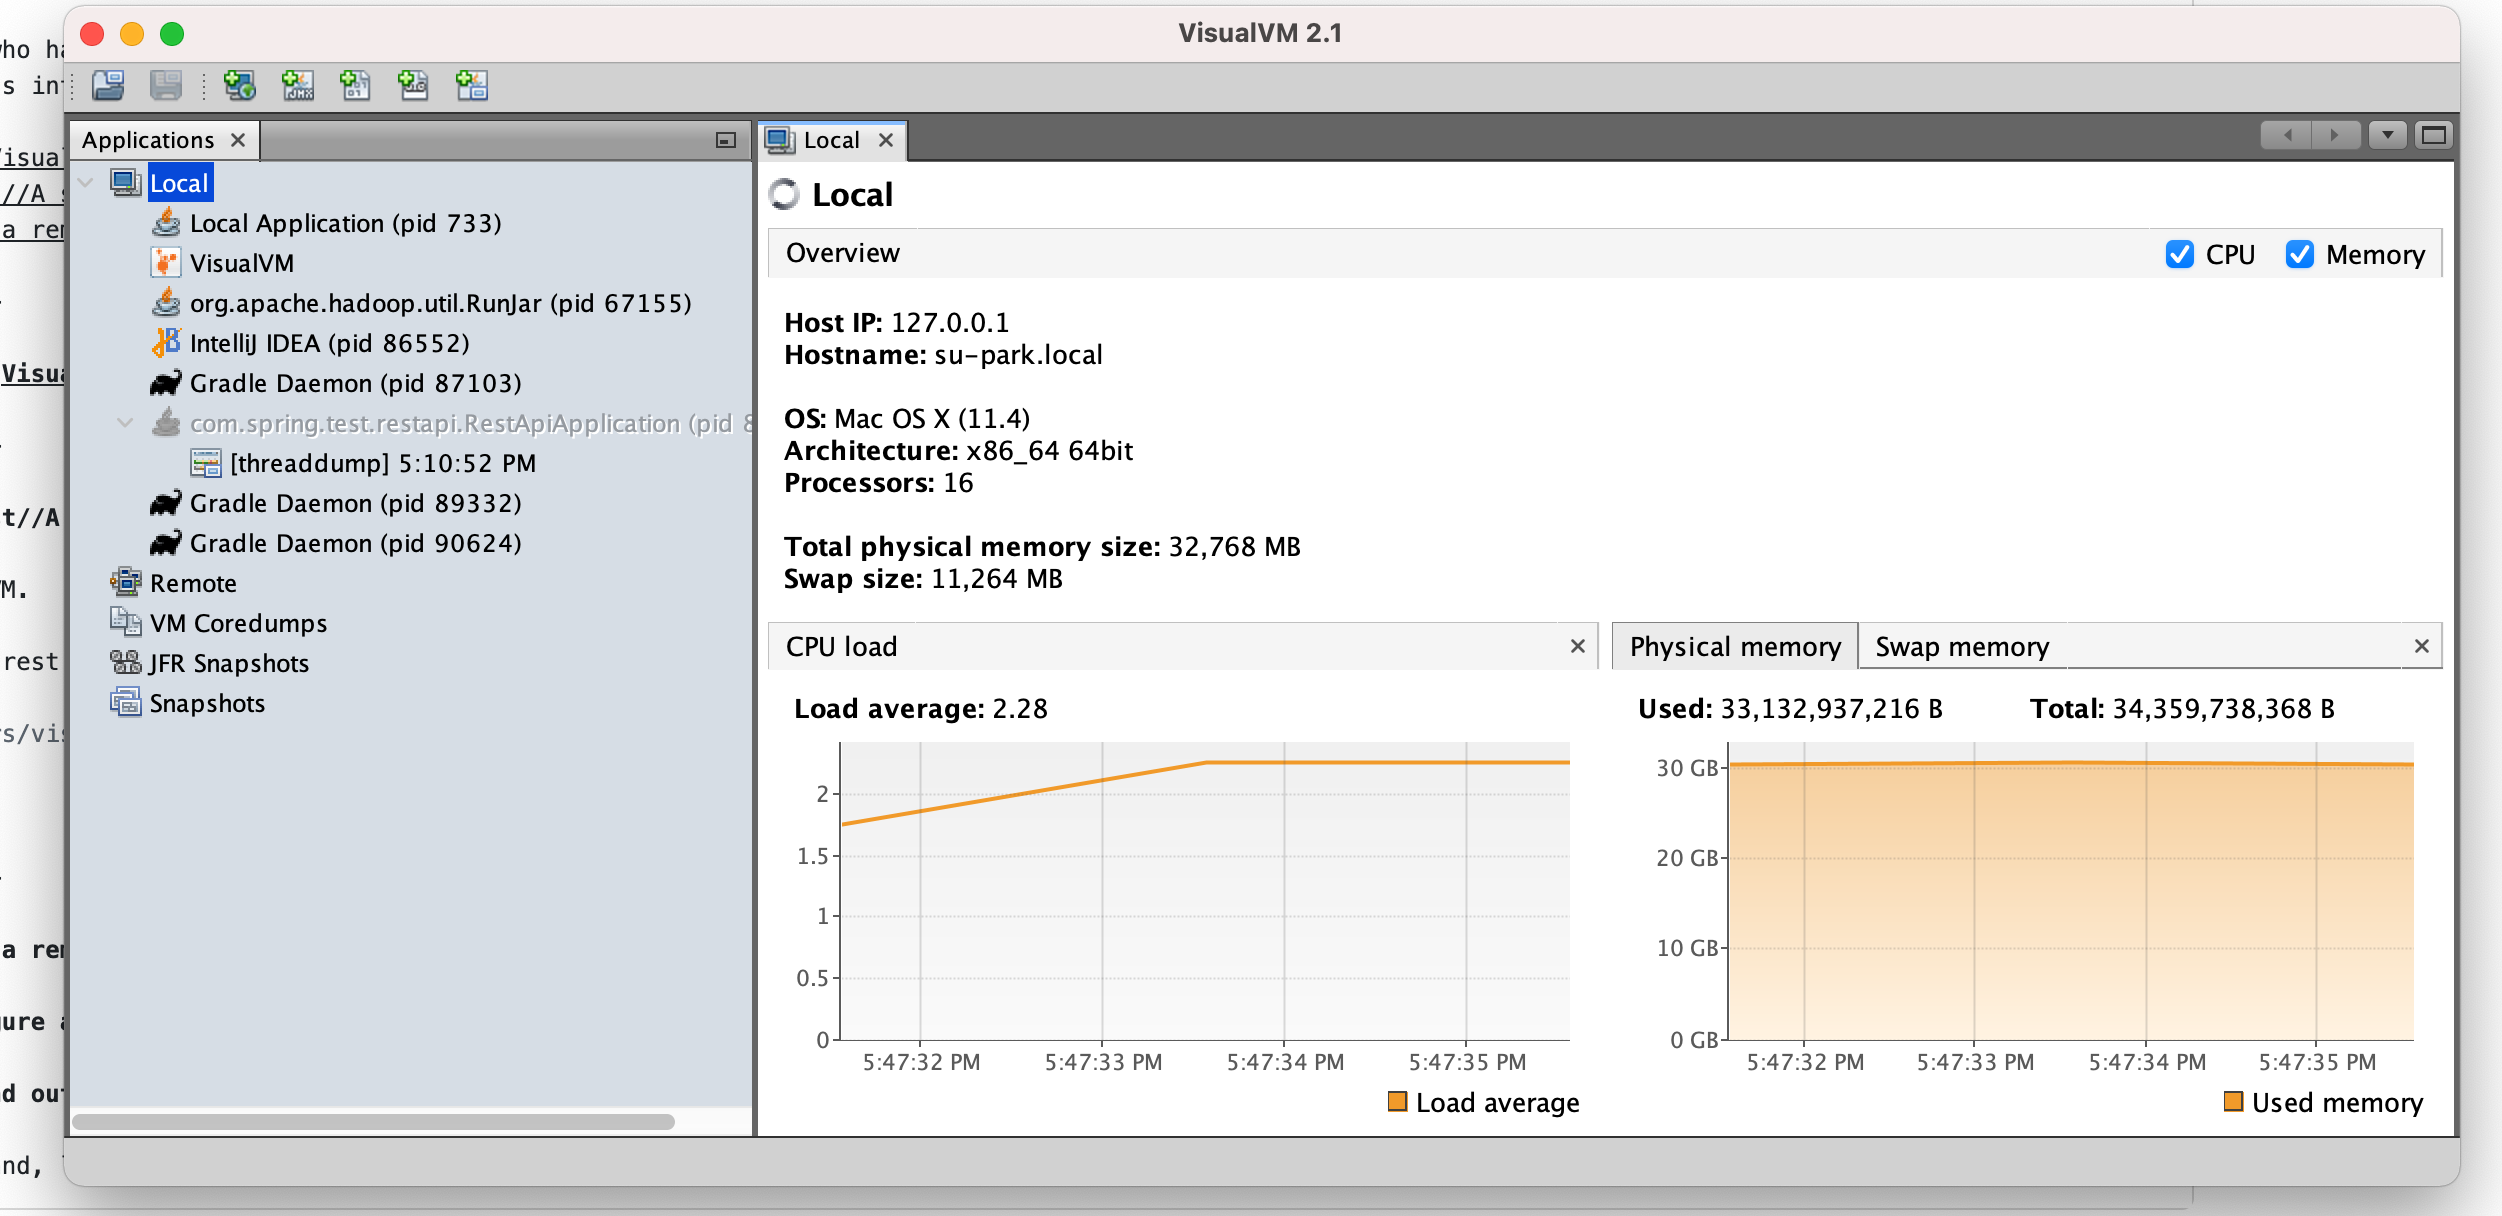 VisualVM 2.1
Applications
Local
Local Application (pid 733)
VisualVM
org.apache.hadoop.util.RunJar (pid 67155)
IntelliJ IDEA (pid 86552)
Gradle Daemon (pid 87103)
com.spring.test.restapi.RestApiApplication (pid 8
[threaddump] 5:10:52 PM
Gradle Daemon (pid 89332)
Gradle Daemon (pid 90624)
Remote
VM Coredumps
JFR Snapshots
Snapshots
Local
Local
Overview
CPU
Memory
Host IP: 127.0.0.1
Hostname: su-park.local
OS: Mac OS X (11.4)
Architecture: x86_64 64bit
Processors: 16
Total physical memory size: 32,768 MB
Swap size: 11,264 MB
CPU load
Load average: 2.28
2
1.5
1
0.5
0
5:47:32 PM 5:47:33 PM 5:47:34 PM 5:47:35 PM
Load average
Physical memory
Swap memory
Used: 33,132,937,216 B Total: 34,359,738,368 B
30 GB
20 GB
10 GB
0 GB
5:47:32 PM 5:47:33 PM 5:47:34 PM 5:47:35 PM
Used memory